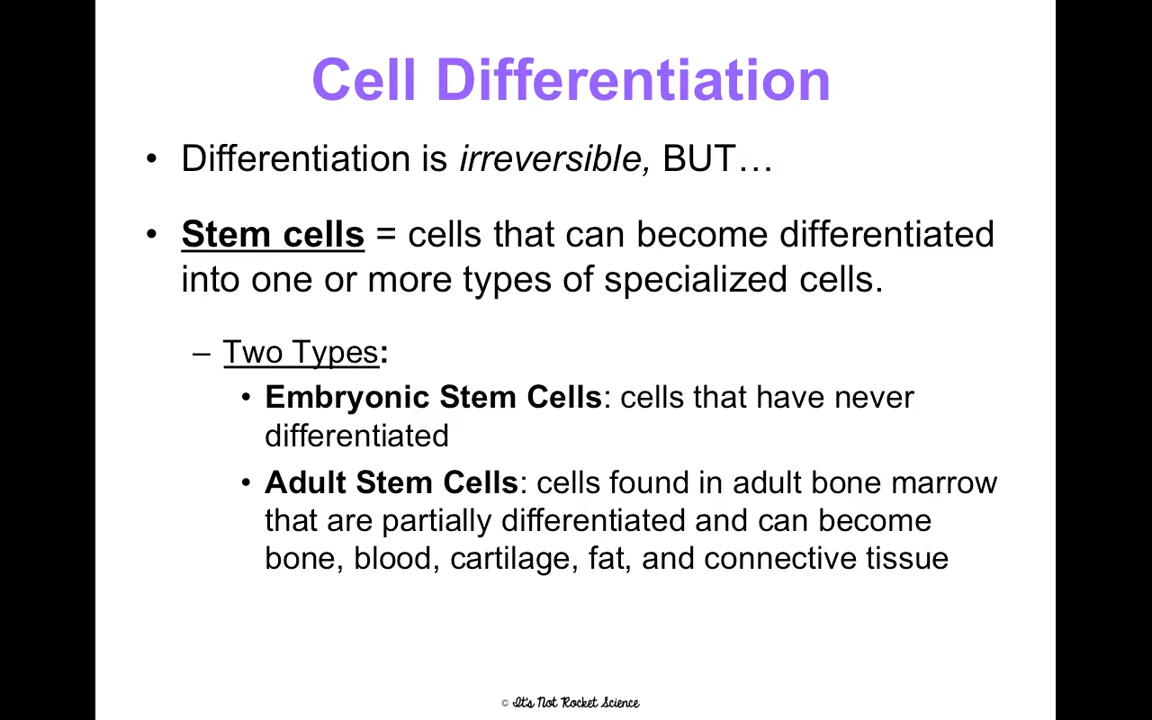 Cell Differentiation
• Differentiation is irreversible, BUT…
• Stem cells = cells that can become differentiated
into one or more types of specialized cells.
– Two Types:
• Embryonic Stem Cells: cells that have never
differentiated
• Adult Stem Cells: cells found in adult bone marrow
that are partially differentiated and can become
bone, blood, cartilage, fat, and connective tissue
© It's Not Rocket Science